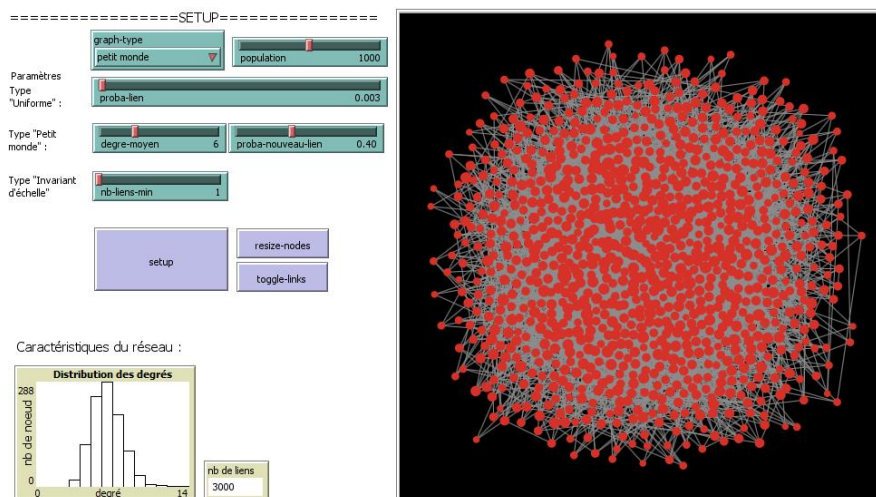 =================SETUP================
graph-type
petit monde
population 1000
Paramètres
Type
"Uniforme" :
proba-lien 0.003
Type "Petit
monde" :
degre-moyen 6
proba-nouveau-lien 0.40
Type "Invariant
d'échelle"
nb-liens-min 1
setup
resize-nodes
toggle-links
Caractéristiques du réseau :
Distribution des degrés
288
nb de noeud
0
0 degré 14
nb de liens
3000